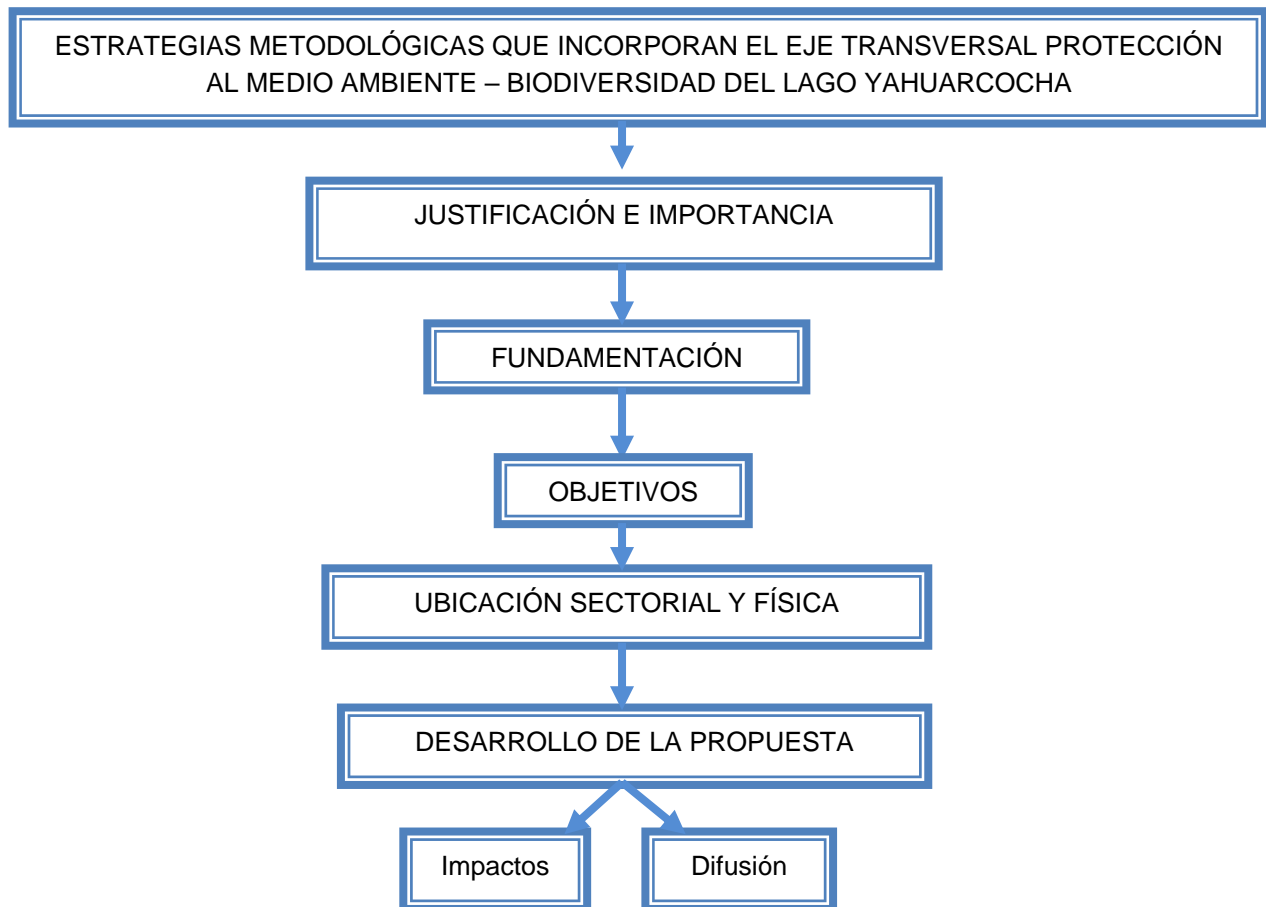 ESTRATEGIAS METODOLÓGICAS QUE INCORPORAN EL EJE TRANSVERSAL PROTECCIÓN
AL MEDIO AMBIENTE – BIODIVERSIDAD DEL LAGO YAHUARCOCHA
JUSTIFICACIÓN E IMPORTANCIA
FUNDAMENTACIÓN
OBJETIVOS
UBICACIÓN SECTORIAL Y FÍSICA
DESARROLLO DE LA PROPUESTA
Impactos
Difusión